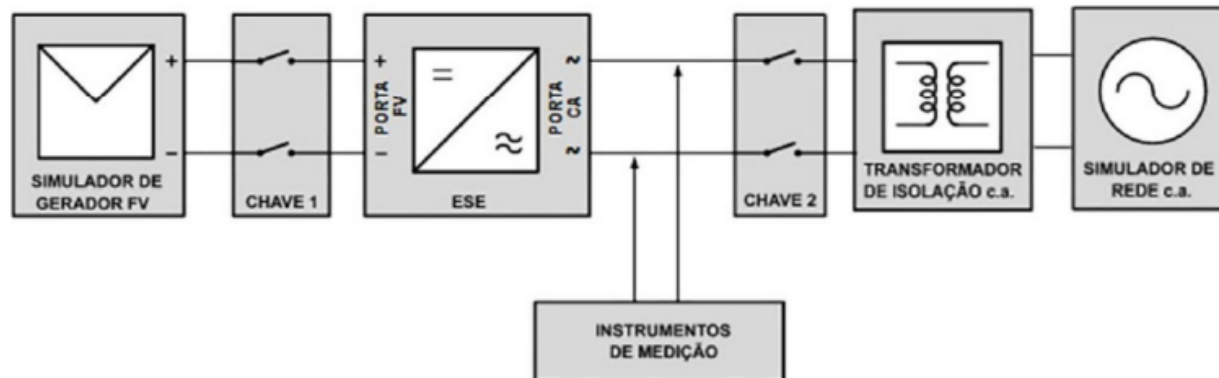 +
−
SIMULADOR DE
GERADOR FV
CHAVE 1
+
−
PORTA
FV
=
≈
PORTA
CA
~
~
ESE
CHAVE 2
TRANSFORMADOR
DE ISOLAÇÃO c.a.
SIMULADOR DE
REDE c.a.
INSTRUMENTOS
DE MEDIÇÃO